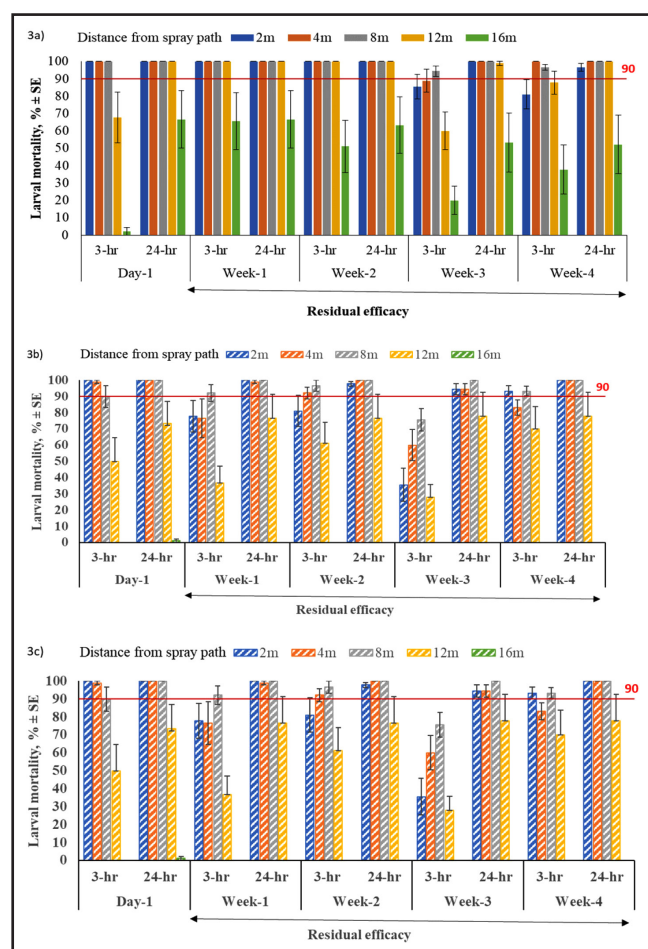 3a) Distance from spray path 2m 4m 8m 12m 16m
Larval mortality, % ± SE
100
90
80
70
60
50
40
30
20
10
0
90
3-hr 24-hr 3-hr 24-hr 3-hr 24-hr 3-hr 24-hr 3-hr 24-hr
Day-1 Week-1 Week-2 Week-3 Week-4
Residual efficacy
3b) Distance from spray path 2m 4m 8m 12m 16m
Larval mortality, % ± SE
100
90
80
70
60
50
40
30
20
10
0
90
3-hr 24-hr 3-hr 24-hr 3-hr 24-hr 3-hr 24-hr 3-hr 24-hr
Day-1 Week-1 Week-2 Week-3 Week-4
Residual efficacy
3c) Distance from spray path 2m 4m 8m 12m 16m
Larval mortality, % ± SE
100
90
80
70
60
50
40
30
20
10
0
90
3-hr 24-hr 3-hr 24-hr 3-hr 24-hr 3-hr 24-hr 3-hr 24-hr
Day-1 Week-1 Week-2 Week-3 Week-4
Residual efficacy